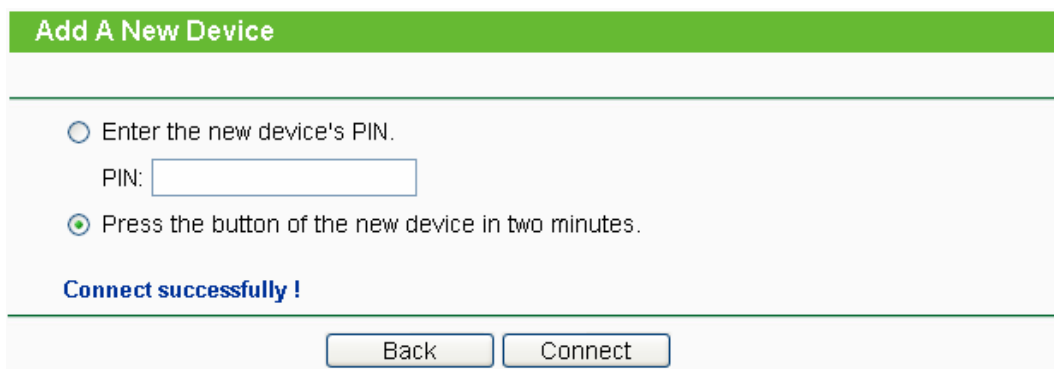 Add A New Device
Enter the new device's PIN.
PIN:
Press the button of the new device in two minutes.
Connect successfully !
Back Connect